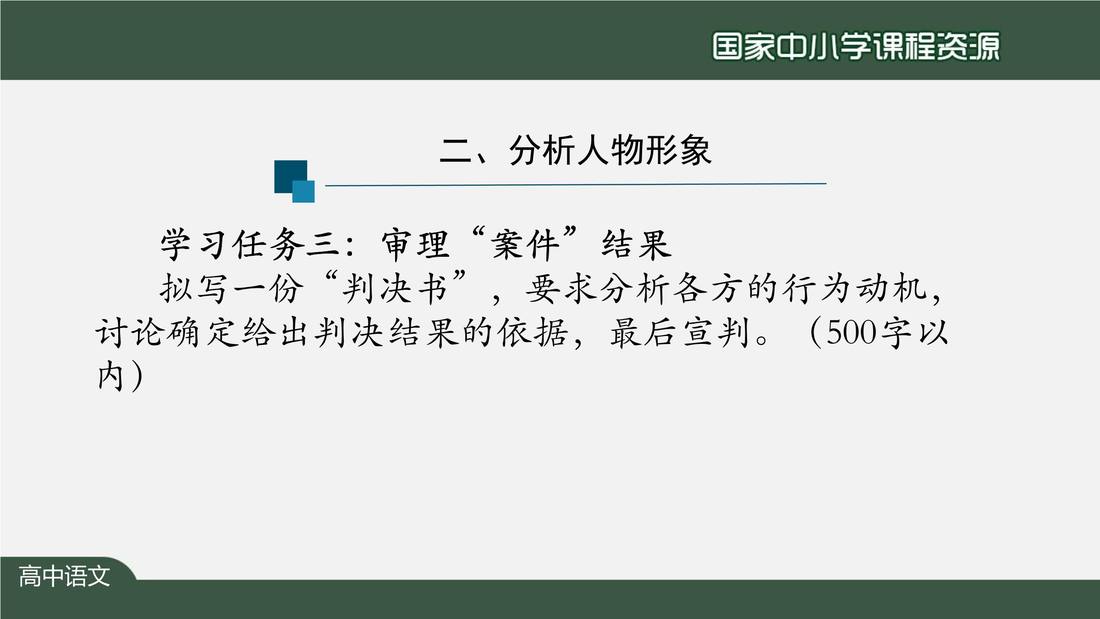 国家中小学课程资源
二、分析人物形象
学习任务三：审理“案件”结果
拟写一份“判决书”，要求分析各方的行为动机，
讨论确定给出判决结果的依据，最后宣判。（500字以
内）
高中语文